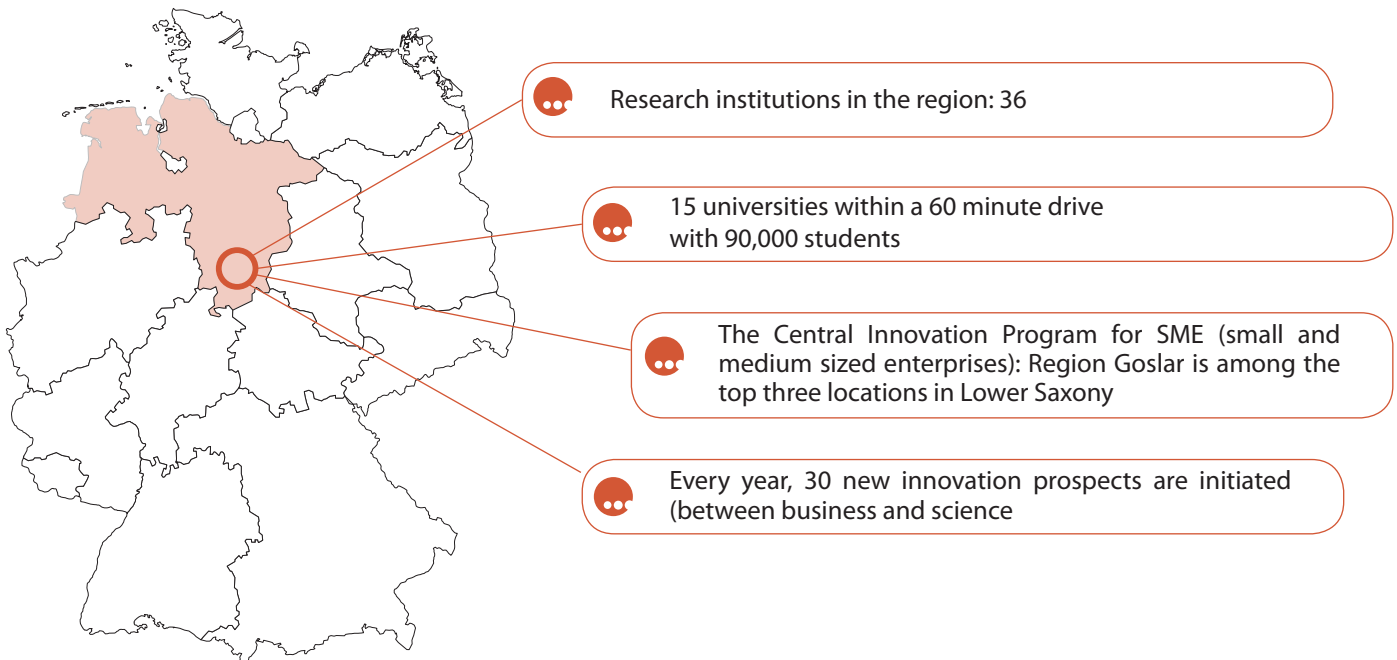 Research institutions in the region: 36
15 universities within a 60 minute drive
with 90,000 students
The Central Innovation Program for SME (small and
medium sized enterprises): Region Goslar is among the
top three locations in Lower Saxony
Every year, 30 new innovation prospects are initiated
(between business and science